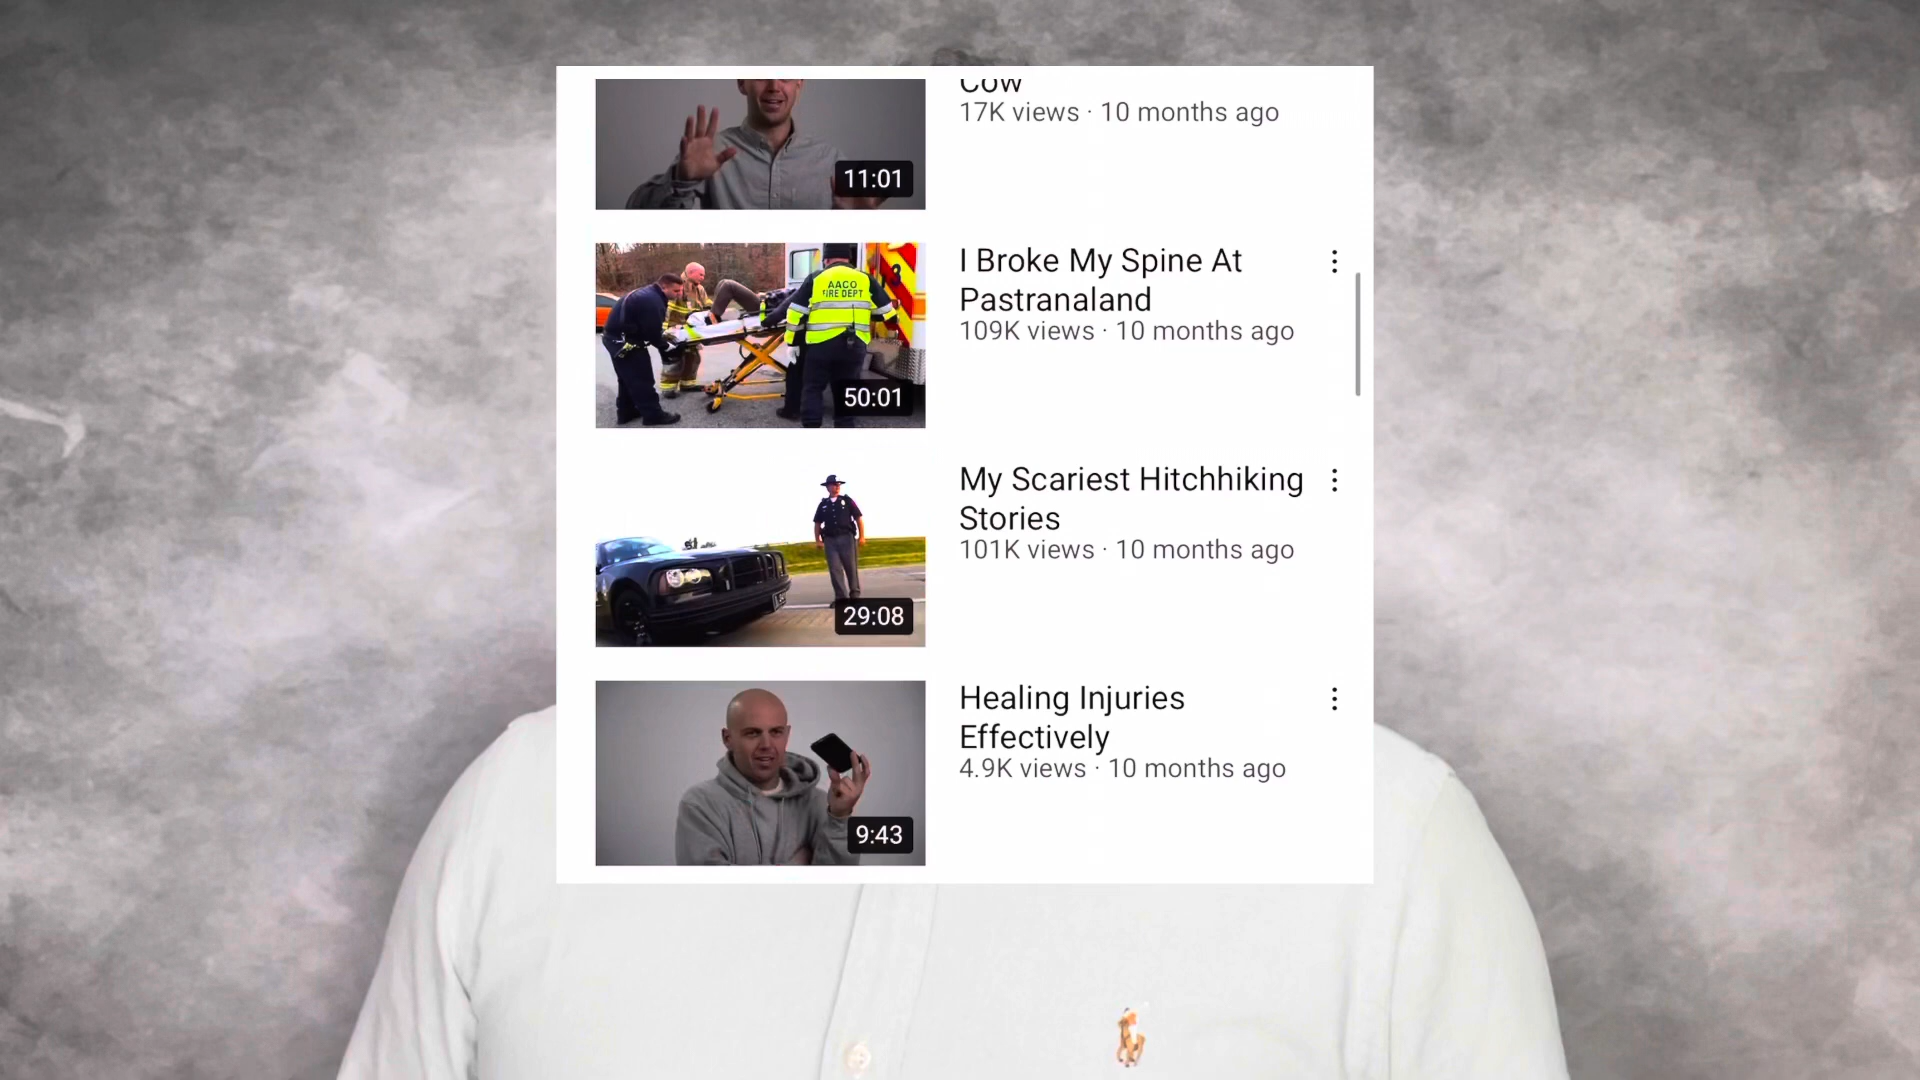 Cow
17K views · 10 months ago
11:01
I Broke My Spine At
Pastranaland
109K views · 10 months ago
AACO
FIRE DEPT
50:01
My Scariest Hitchhiking
Stories
101K views · 10 months ago
29:08
Healing Injuries
Effectively
4.9K views · 10 months ago
9:43